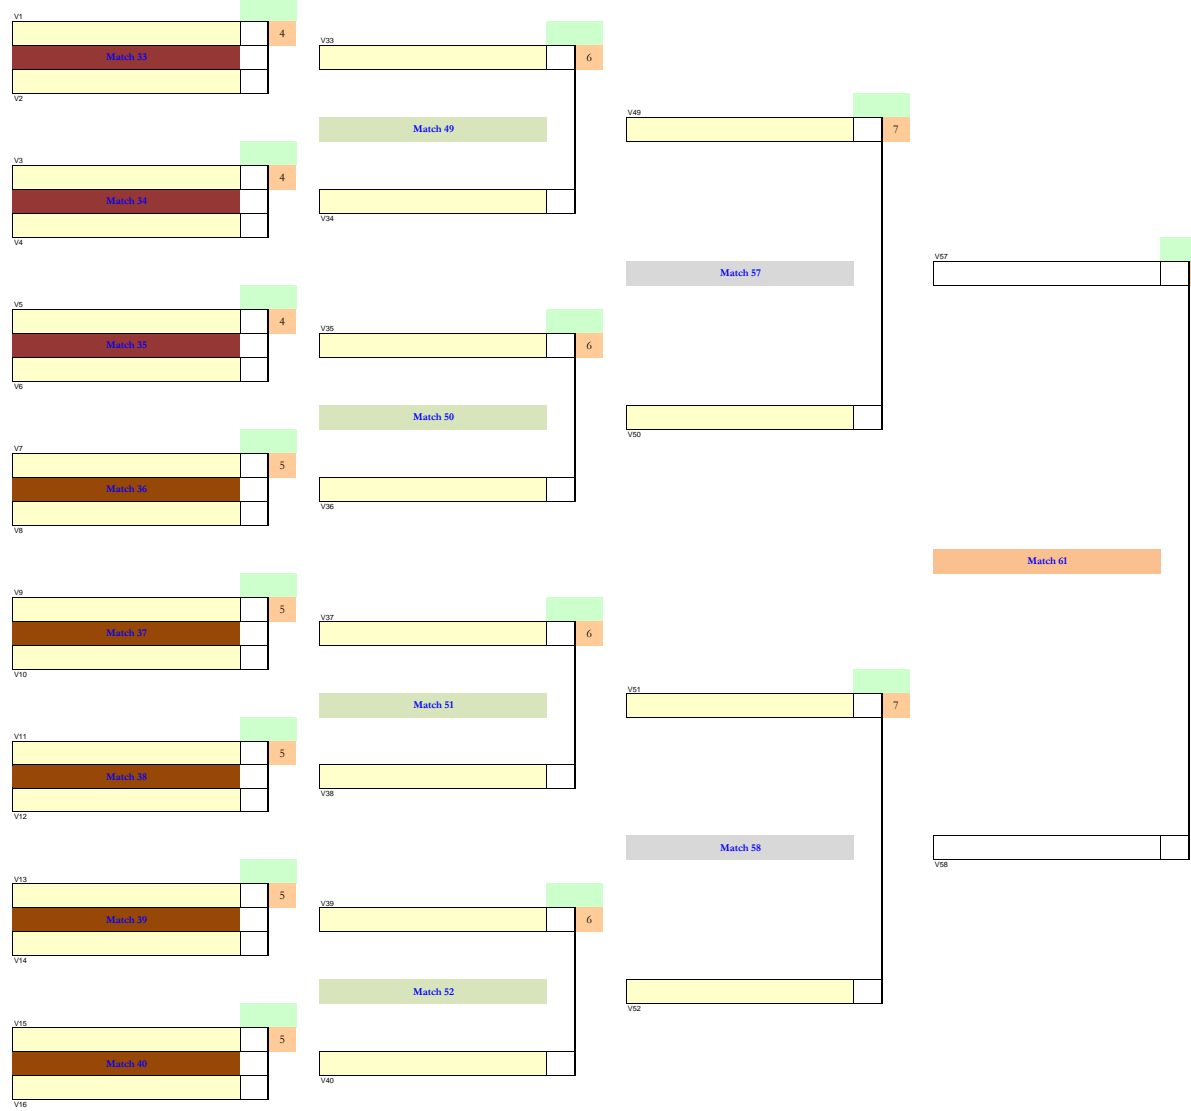 V1
4
Match 33
V2
V3
4
Match 34
V4
V5
4
Match 35
V6
V7
5
Match 36
V8
V9
5
Match 37
V10
V11
5
Match 38
V12
V13
5
Match 39
V14
V15
5
Match 40
V16
V33
6
Match 49
V34
V35
6
Match 50
V36
V37
6
Match 51
V38
V39
6
Match 52
V40
V49
7
Match 57
V50
V51
7
Match 58
V52
V57
Match 61
V58